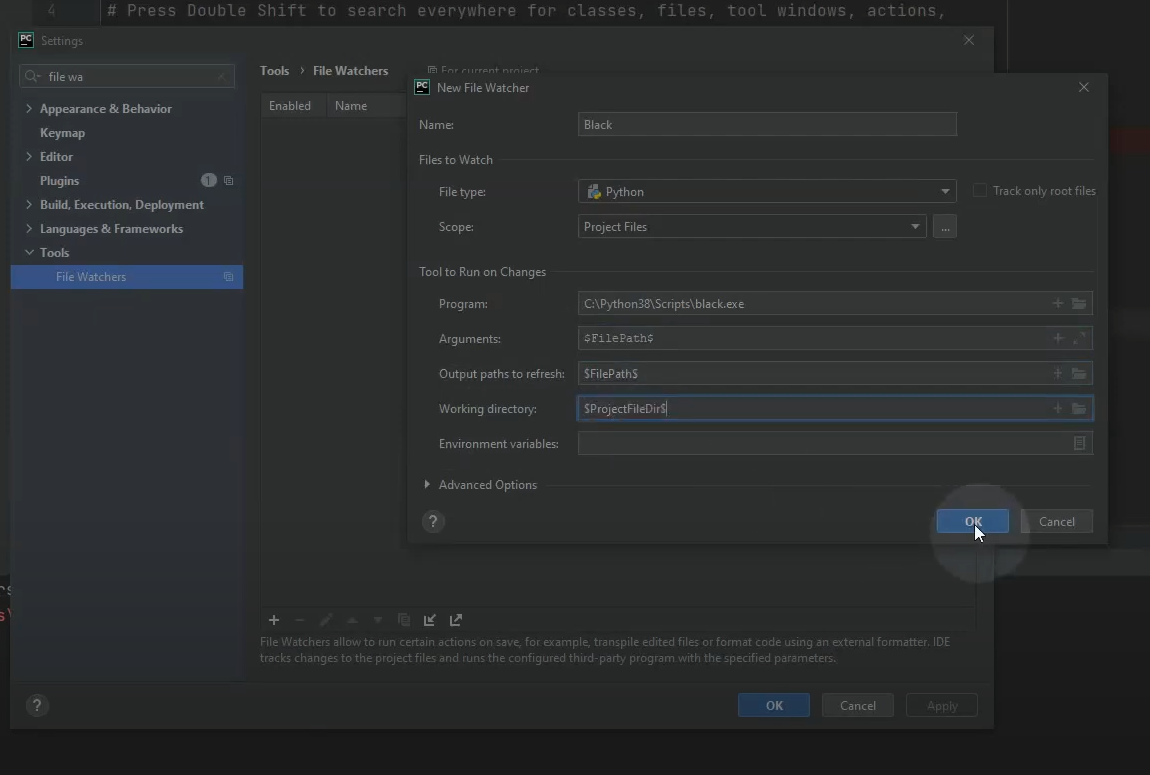 4 # Press Double Shift to search everywhere for classes, files, tool windows, actions,
PC Settings
file wa
Tools › File Watchers For current project
PC New File Watcher
Enabled Name
Appearance & Behavior
Keymap
Editor
Plugins 1
Build, Execution, Deployment
Languages & Frameworks
Tools
File Watchers
Name: Black
Files to Watch
File type: Python Track only root files
Scope: Project Files ...
Tool to Run on Changes
Program: C:\Python38\Scripts\black.exe
Arguments: $FilePath$
Output paths to refresh: $FilePath$
Working directory: $ProjectFileDir$
Environment variables:
Advanced Options
? OK Cancel
File Watchers allow to run certain actions on save, for example, transpile edited files or format code using an external formatter. IDE
tracks changes to the project files and runs the configured third-party program with the specified parameters.
? OK Cancel Apply